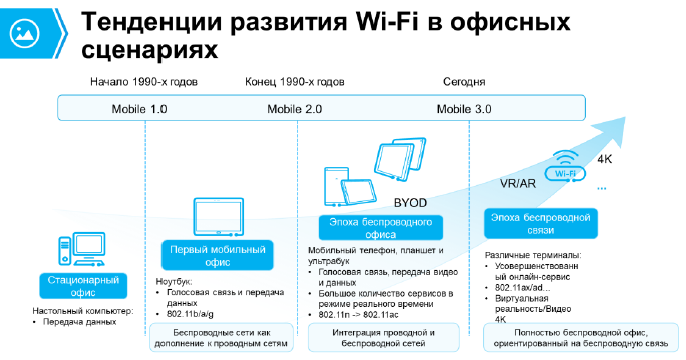 Тенденции развития Wi-Fi в офисных
сценариях
Начало 1990-х годов
Конец 1990-х годов
Сегодня
Mobile 1.0
Mobile 2.0
Mobile 3.0
Стационарный
офис
Настольный компьютер:
• Передача данных
Первый мобильный
офис
Ноутбук:
• Голосовая связь и передача
данных
• 802.11b/a/g
Беспроводные сети как
дополнение к проводным сетям
BYOD
Эпоха беспроводного
офиса
Мобильный телефон, планшет и
ультрабук
• Голосовая связь, передача видео
и данных
• Большое количество сервисов в
режиме реального времени
• 802.11n -> 802.11ac
Интеграция проводной и
беспроводной сетей
VR/AR
Wi-Fi
4K
...
Эпоха беспроводной
связи
Различные терминалы:
• Усовершенствованн
ый онлайн-сервис
• 802.11ax/ad...
• Виртуальная
реальность/Видео
4K
Полностью беспроводной офис,
ориентированный на беспроводную связь